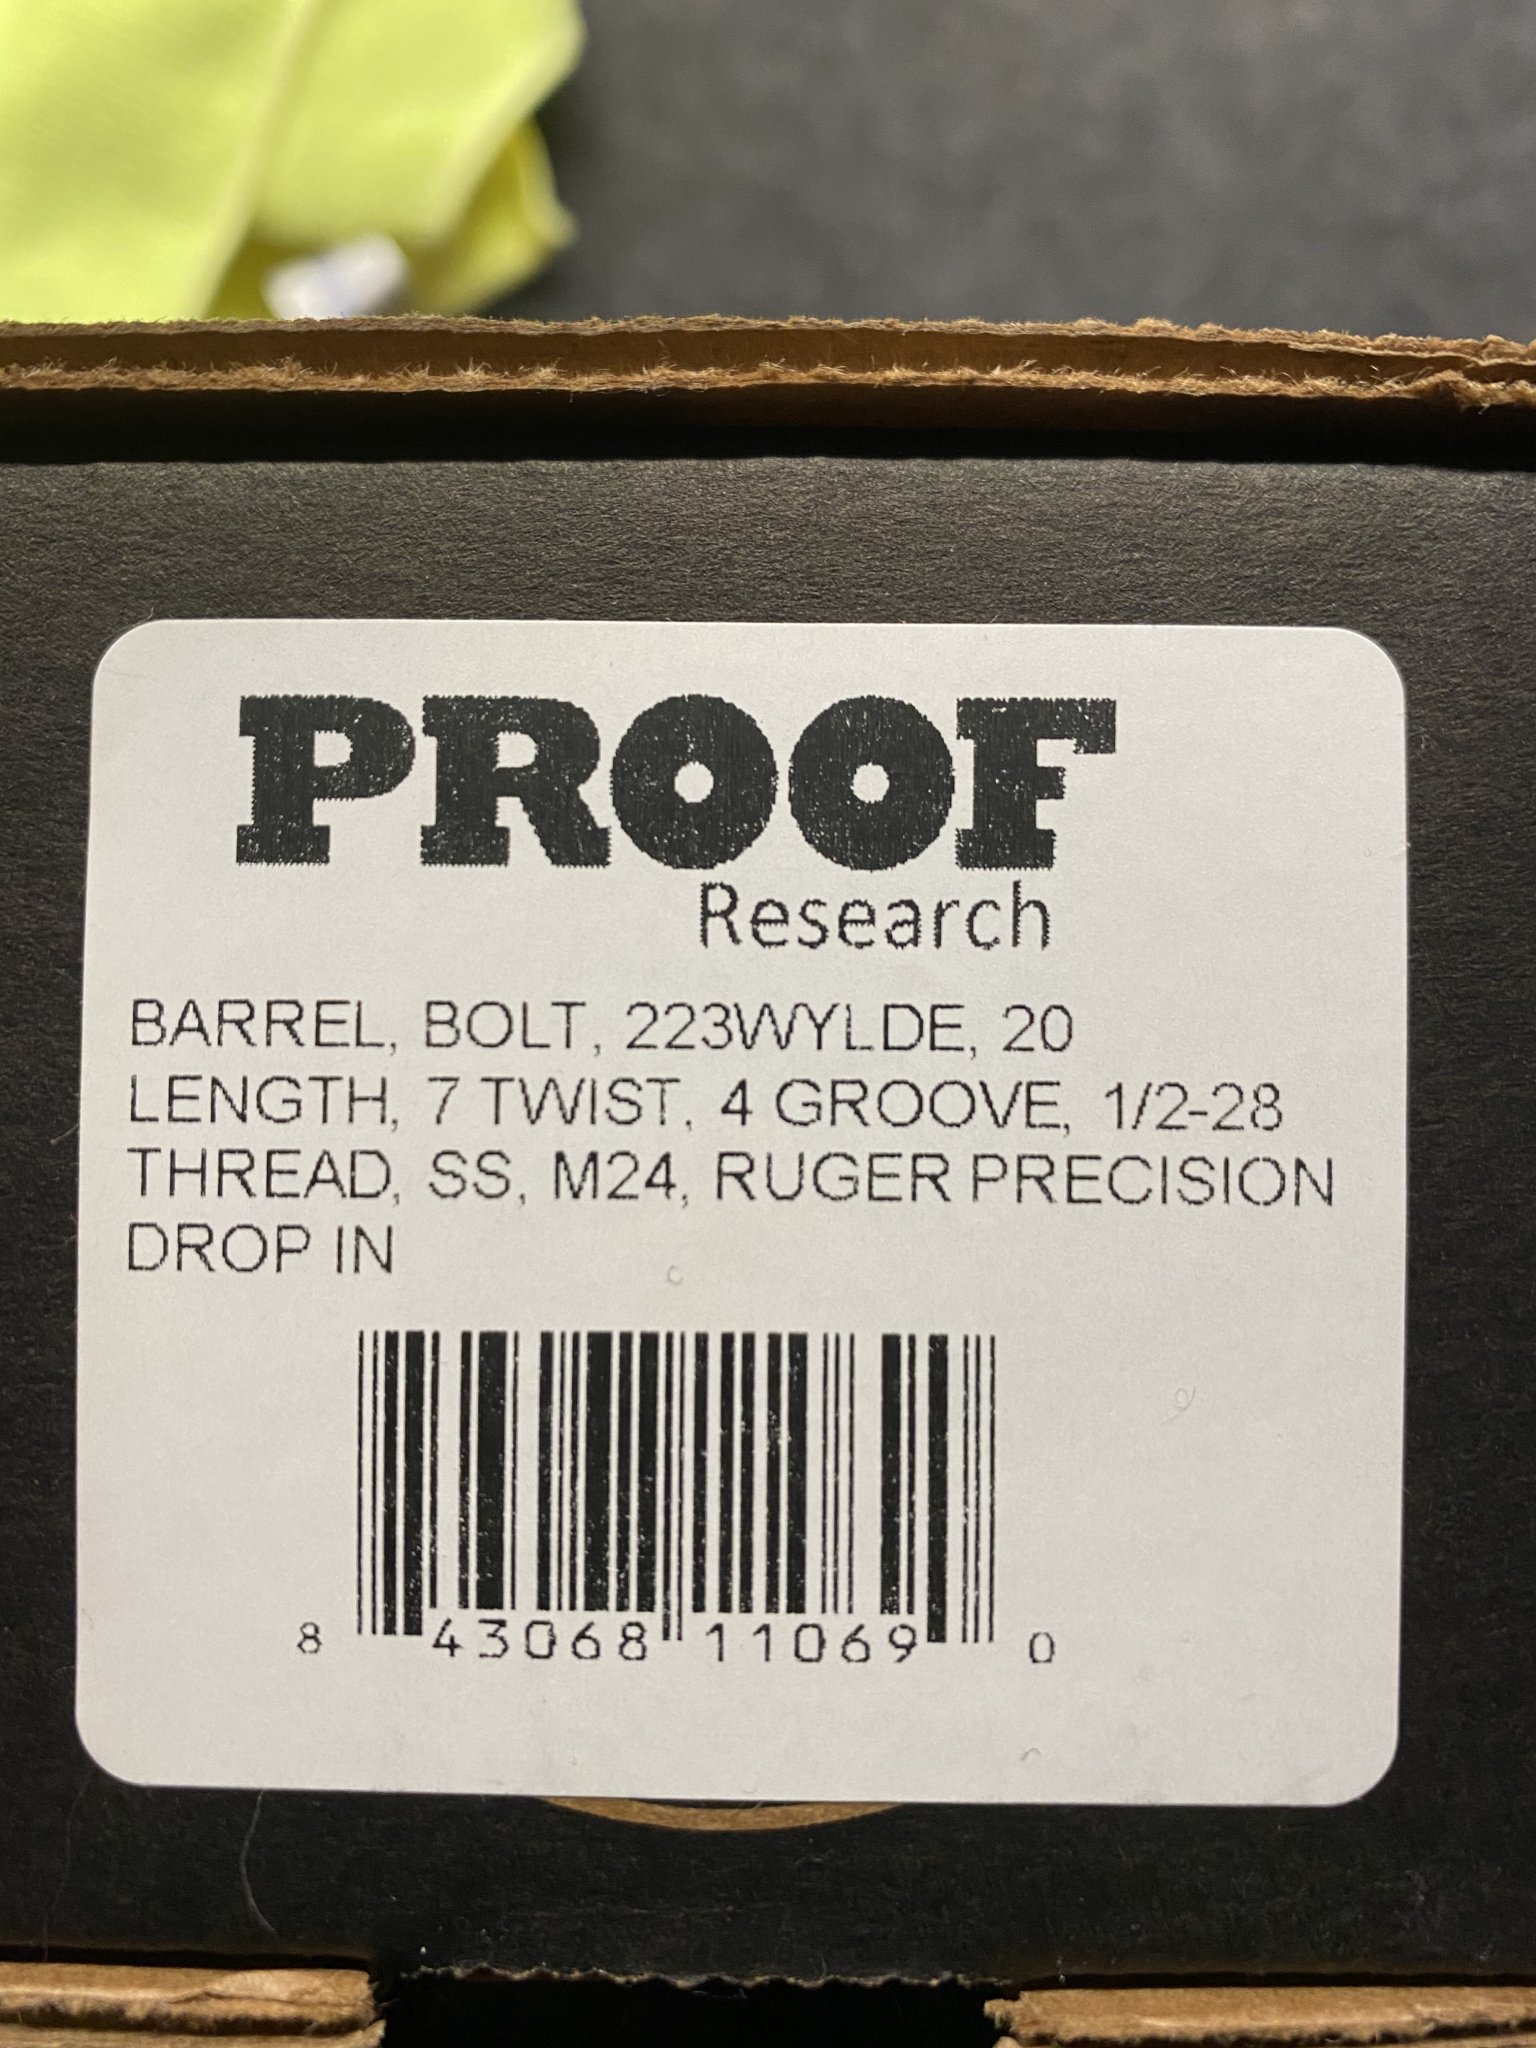 PROOF
Research
BARREL, BOLT, 223WYLDE, 20
LENGTH, 7 TWIST, 4 GROOVE, 1/2-28
THREAD, SS, M24, RUGER PRECISION
DROP IN
8 43068 11069 0